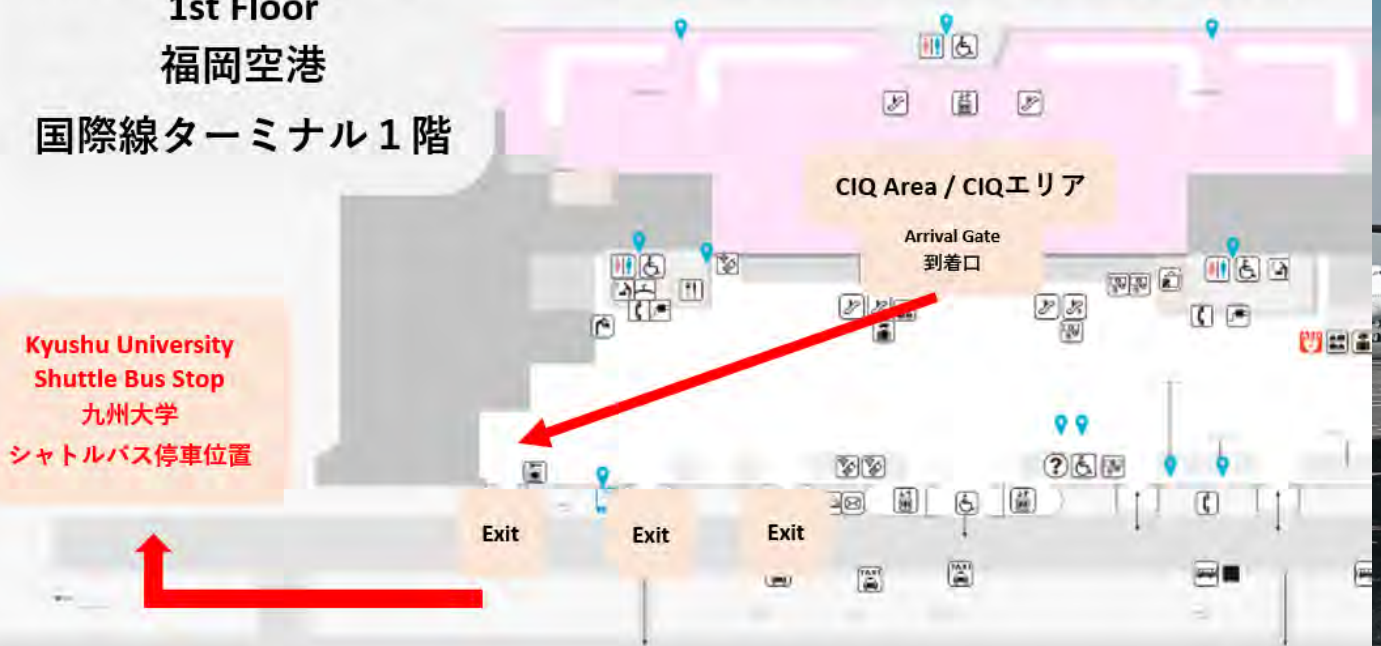 1st Floor
福岡空港
国際線ターミナル1階
CIQ Area / CIQエリア
Arrival Gate
到着口
Kyushu University
Shuttle Bus Stop
九州大学
シャトルバス停車位置
Exit
Exit
Exit
?
TAXI
TAXI